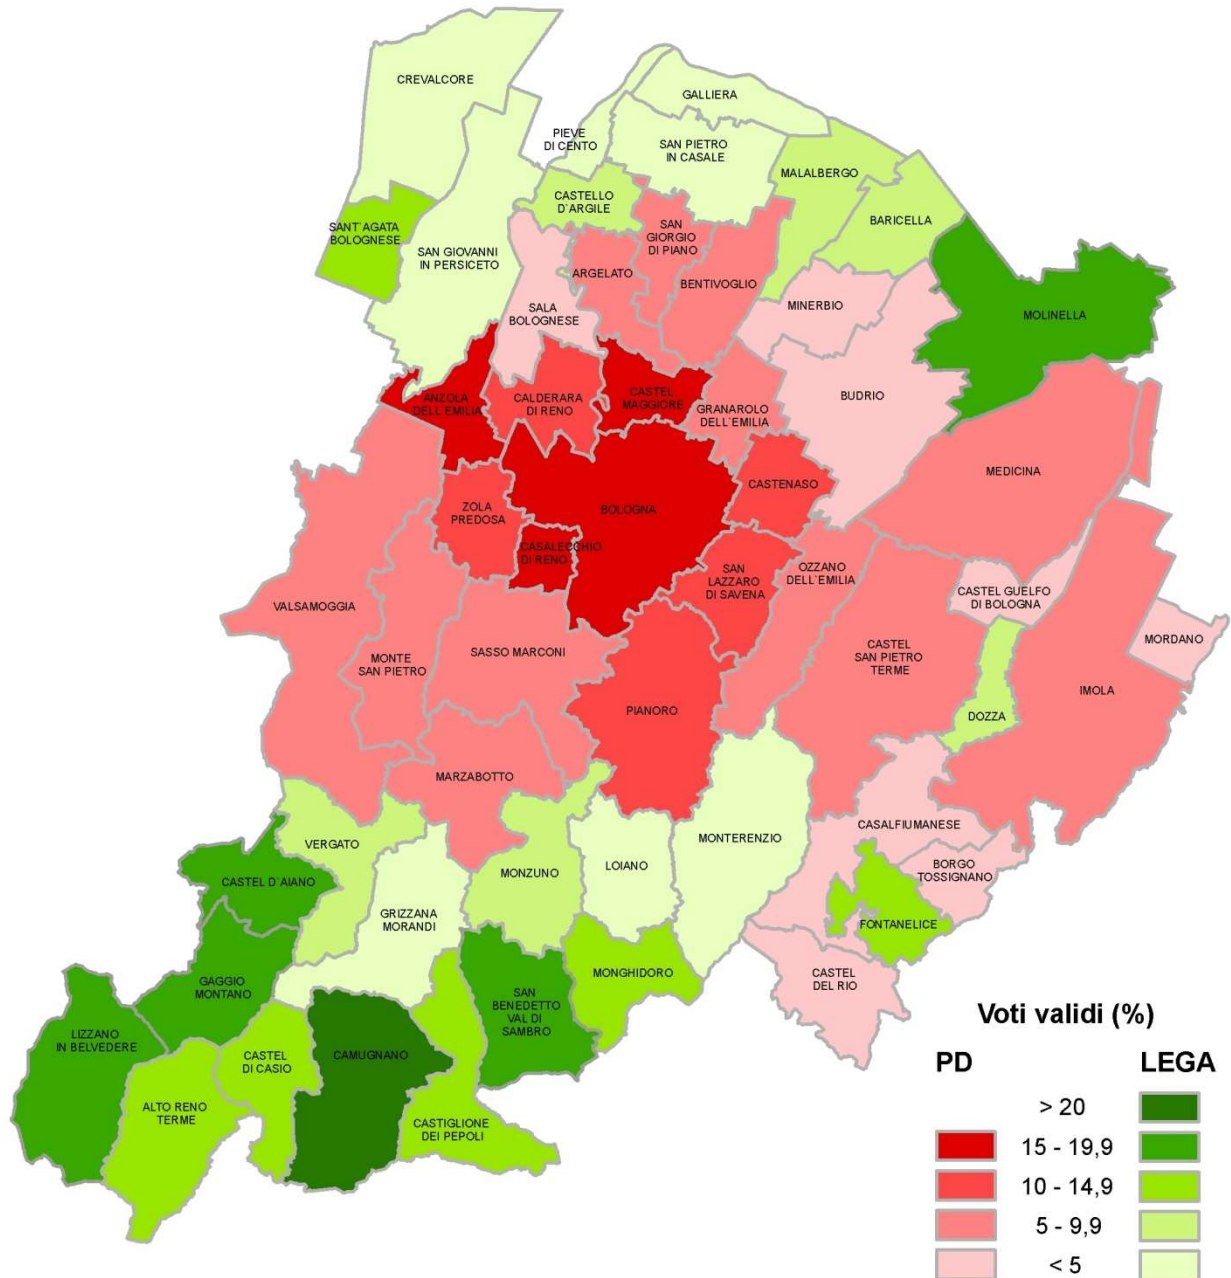 CREVALCORE
GALLIERA
PIEVE
DI CENTO
SAN PIETRO
IN CASALE
MALALBERGO
CASTELLO
D`ARGILE
BARICELLA
SANT`AGATA
BOLOGNESE
SAN GIOVANNI
IN PERSICETO
SAN
GIORGIO
DI PIANO
ARGELATO
BENTIVOGLIO
SALA
BOLOGNESE
MINERBIO
MOLINELLA
ANZOLA
DELL`EMILIA
CALDERARA
DI RENO
CASTEL
MAGGIORE
GRANAROLO
DELL`EMILIA
BUDRIO
MEDICINA
ZOLA
PREDOSA
BOLOGNA
CASTENASO
CASALECCHIO
DI RENO
SAN
LAZZARO
DI SAVENA
OZZANO
DELL`EMILIA
CASTEL GUELFO
DI BOLOGNA
VALSAMOGGIA
MORDANO
MONTE
SAN PIETRO
SASSO MARCONI
CASTEL
SAN PIETRO
TERME
IMOLA
PIANORO
DOZZA
MARZABOTTO
CASALFIUMANESE
VERGATO
MONZUNO
LOIANO
MONTERENZIO
BORGO
TOSSIGNANO
CASTEL D`AIANO
GRIZZANA
MORANDI
FONTANELICE
GAGGIO
MONTANO
SAN
BENEDETTO
VAL DI
SAMBRO
MONGHIDORO
CASTEL
DEL RIO
LIZZANO
IN BELVEDERE
CASTEL
DI CASIO
CAMUGNANO
ALTO RENO
TERME
CASTIGLIONE
DEI PEPOLI
Voti validi (%)
PD LEGA
> 20
15 - 19,9
10 - 14,9
5 - 9,9
< 5